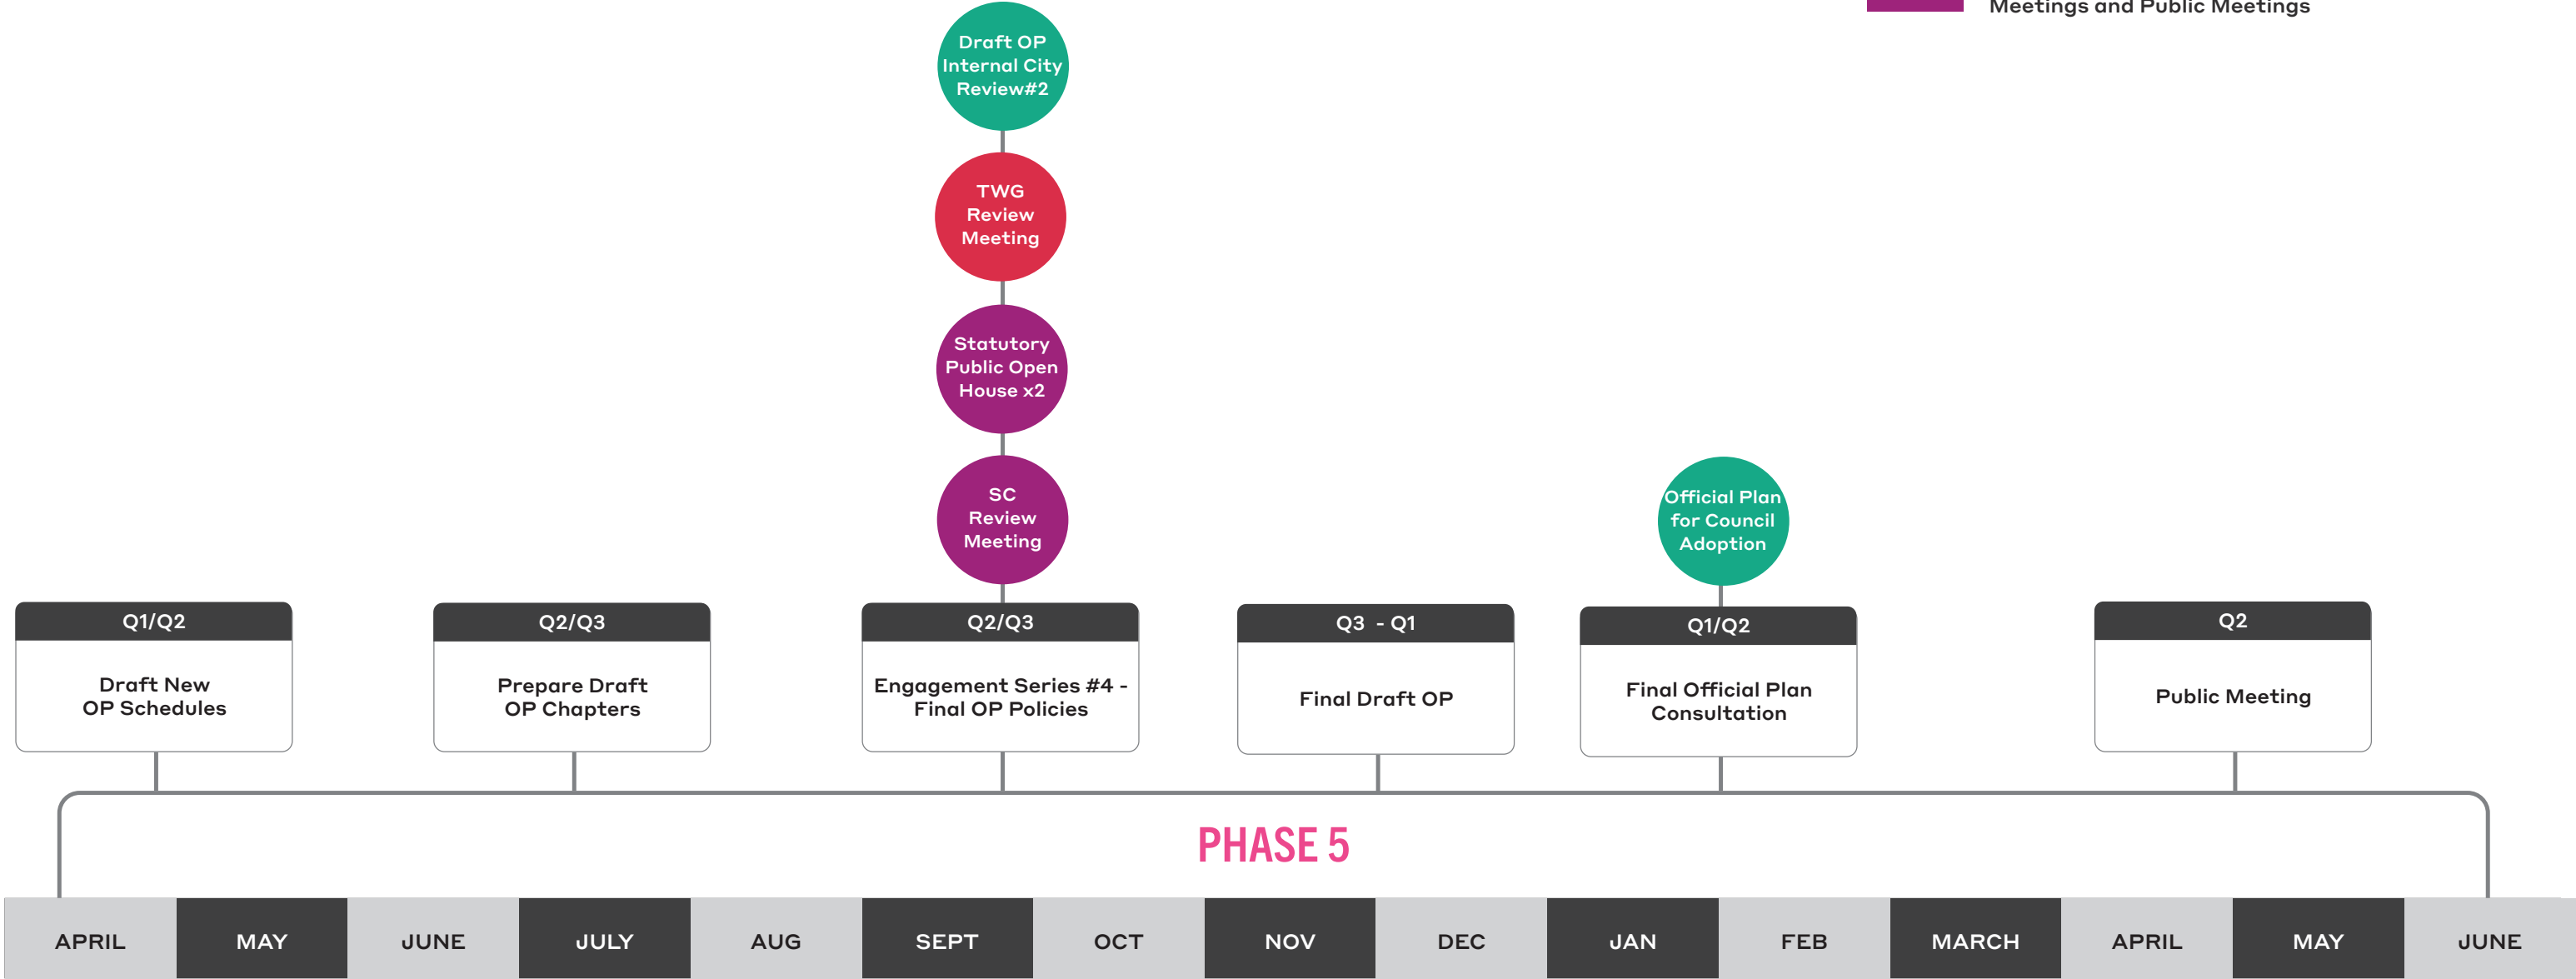 Meetings and Public Meetings
Draft OP
Internal City
Review#2
TWG
Review
Meeting
Statutory
Public Open
House x2
SC
Review
Meeting
Official Plan
for Council
Adoption
Q1/Q2
Draft New
OP Schedules
Q2/Q3
Prepare Draft
OP Chapters
Q2/Q3
Engagement Series #4 -
Final OP Policies
Q3 - Q1
Final Draft OP
Q1/Q2
Final Official Plan
Consultation
Q2
Public Meeting
PHASE 5
APRIL MAY JUNE JULY AUG SEPT OCT NOV DEC JAN FEB MARCH APRIL MAY JUNE